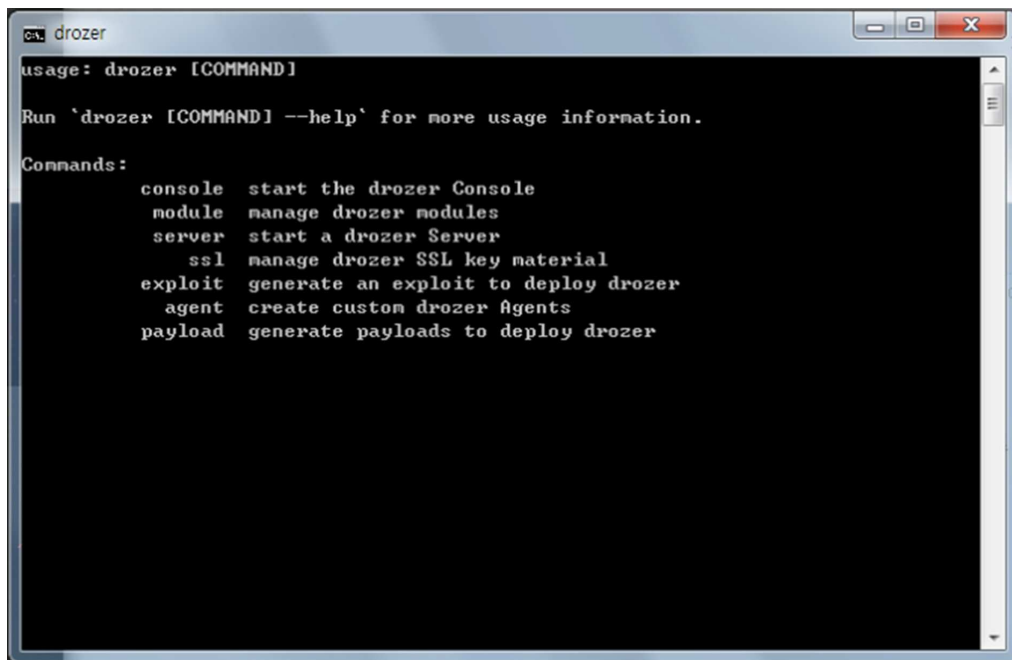 drozer
usage: drozer [COMMAND]
Run `drozer [COMMAND] --help` for more usage information.
Commands:
console start the drozer Console
module manage drozer modules
server start a drozer Server
ssl manage drozer SSL key material
exploit generate an exploit to deploy drozer
agent create custom drozer Agents
payload generate payloads to deploy drozer